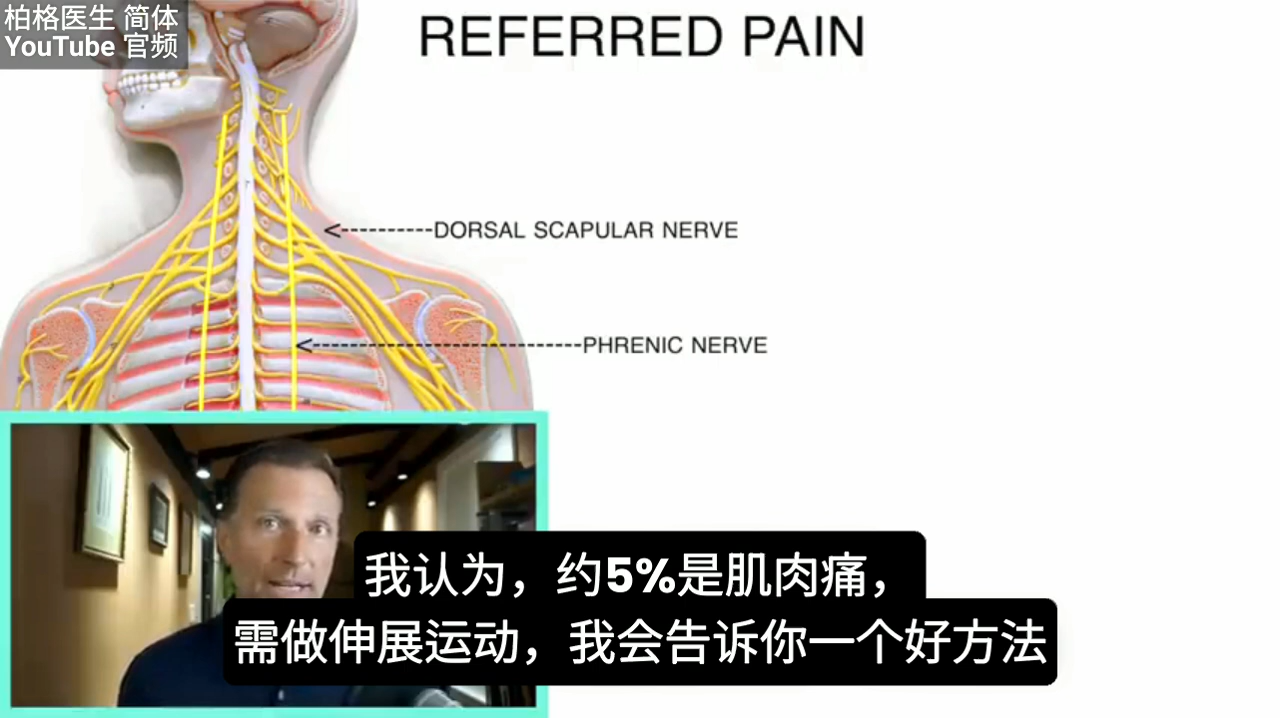 柏格医生 简体
YouTube 官频
REFERRED PAIN
<----------DORSAL SCAPULAR NERVE
<-----------------------------PHRENIC NERVE
我认为，约5%是肌肉痛，
需做伸展运动，我会告诉你一个好方法